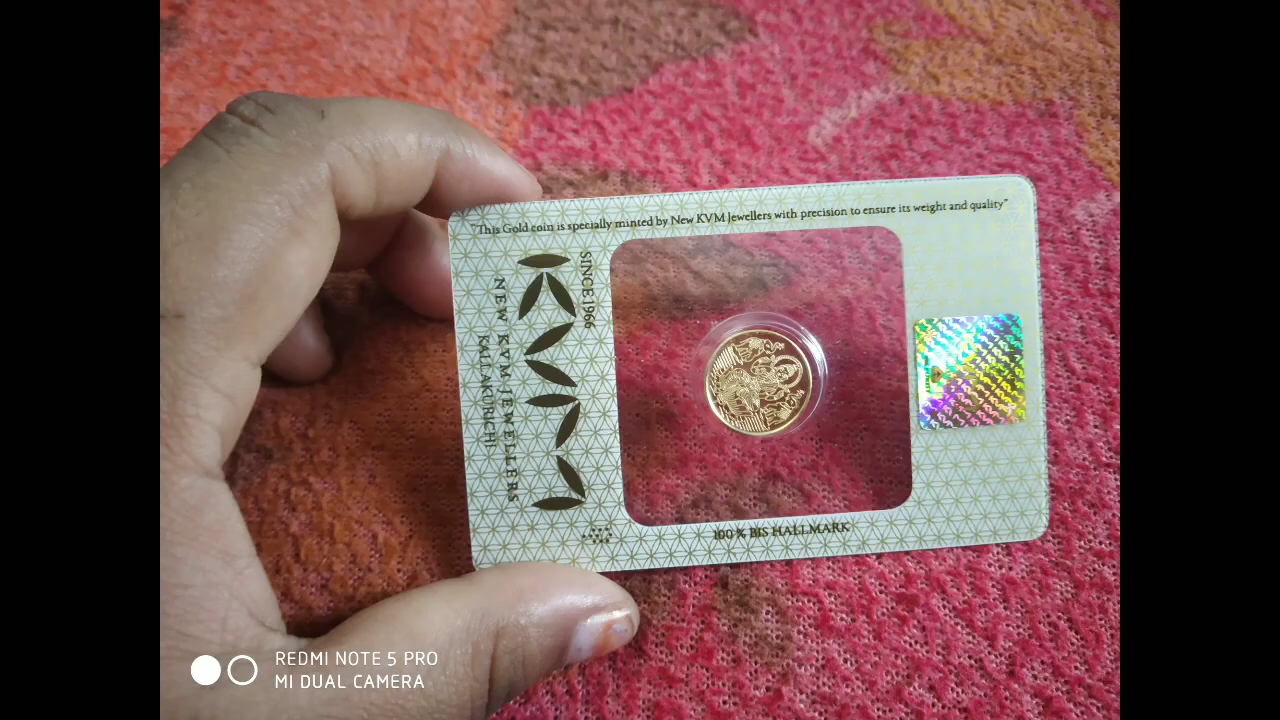 "This Gold coin is specially minted by New KVM Jewellers with precision to ensure its weight and quality"
SINCE 1966
KVM
NEW KVM JEWELLERS
KALLAKURICHI
100 % BIS HALLMARK
REDMI NOTE 5 PRO
MI DUAL CAMERA